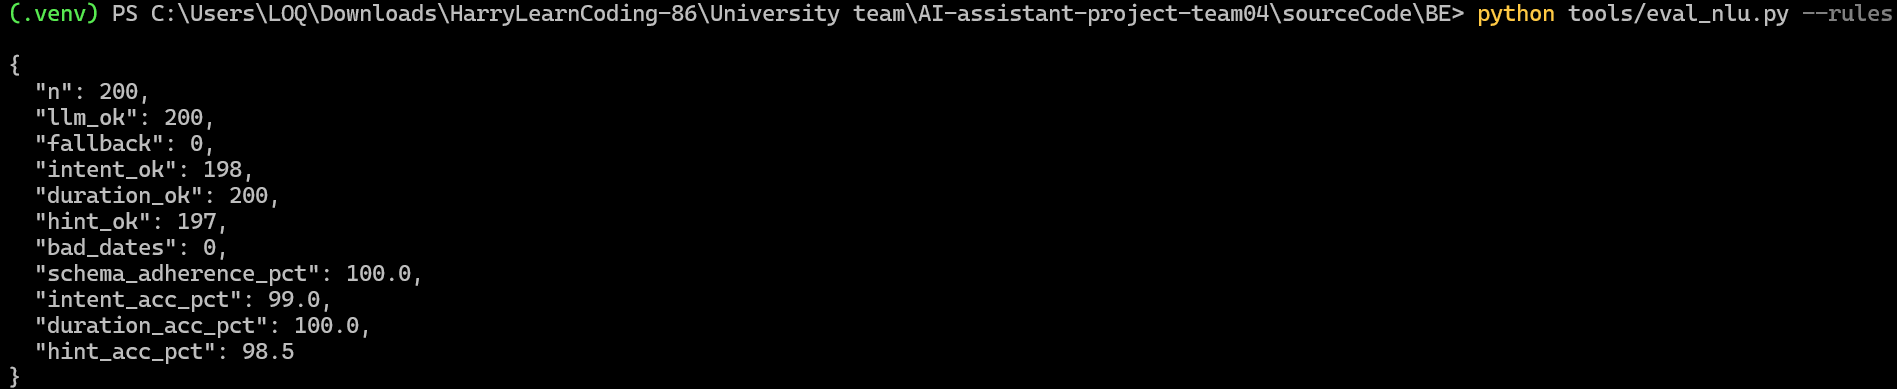 (.venv) PS C:\Users\LOQ\Downloads\HarryLearnCoding-86\University team\AI-assistant-project-team04\sourceCode\BE> python tools/eval_nlu.py --rules
{
  "n": 200,
  "llm_ok": 200,
  "fallback": 0,
  "intent_ok": 198,
  "duration_ok": 200,
  "hint_ok": 197,
  "bad_dates": 0,
  "schema_adherence_pct": 100.0,
  "intent_acc_pct": 99.0,
  "duration_acc_pct": 100.0,
  "hint_acc_pct": 98.5
}